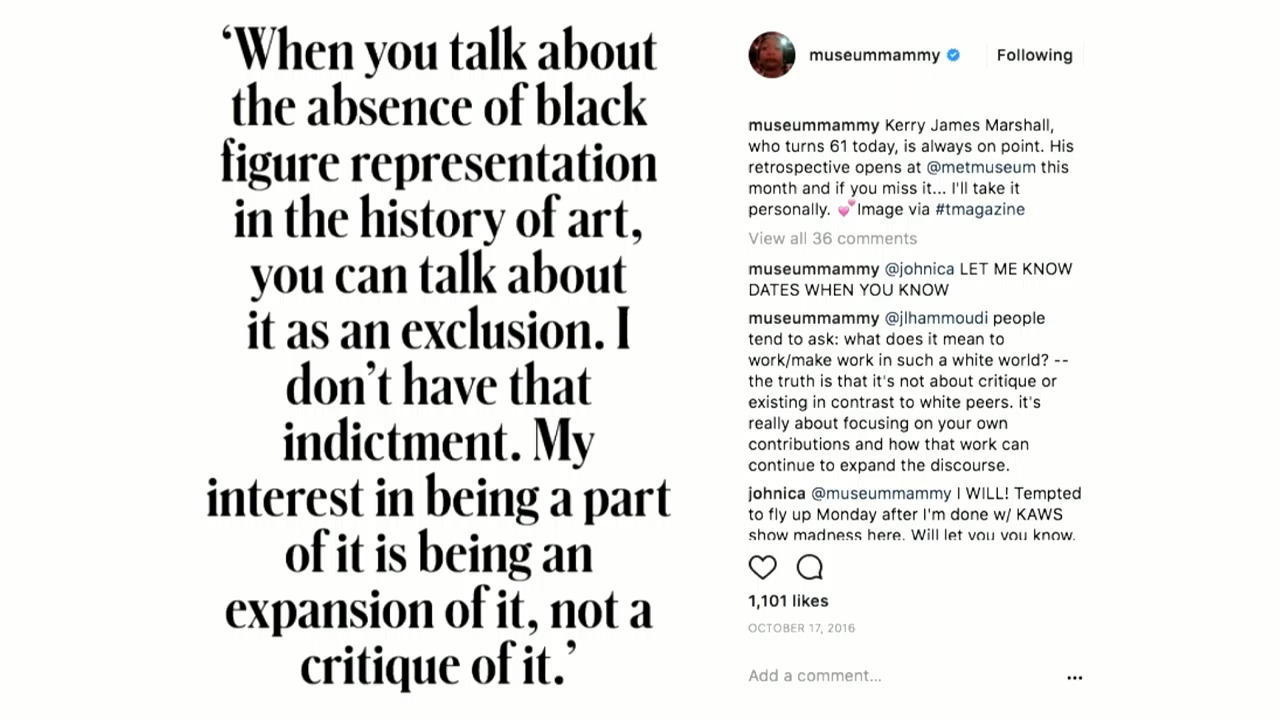 ‘When you talk about
the absence of black
figure representation
in the history of art,
you can talk about
it as an exclusion. I
don’t have that
indictment. My
interest in being a part
of it is being an
expansion of it, not a
critique of it.’
museummammy Following
museummammy Kerry James Marshall,
who turns 61 today, is always on point. His
retrospective opens at @metmuseum this
month and if you miss it... I'll take it
personally. 💕Image via #tmagazine
View all 36 comments
museummammy @johnica LET ME KNOW
DATES WHEN YOU KNOW
museummammy @jlhammoudi people
tend to ask: what does it mean to
work/make work in such a white world? --
the truth is that it's not about critique or
existing in contrast to white peers. it's
really about focusing on your own
contributions and how that work can
continue to expand the discourse.
johnica @museummammy I WILL! Tempted
to fly up Monday after I'm done w/ KAWS
show madness here. Will let you you know.
1,101 likes
OCTOBER 17, 2016
Add a comment...